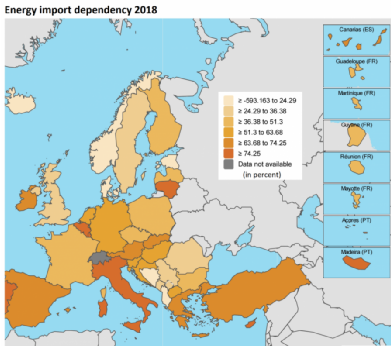 Energy import dependency 2018
Canarias (ES)
Guadeloupe (FR)
Martinique (FR)
Guyane (FR)
Réunion (FR)
Mayotte (FR)
Açores (PT)
Madeira (PT)
≥ -593.163 to 24.29
≥ 24.29 to 36.38
≥ 36.38 to 51.3
≥ 51.3 to 63.68
≥ 63.68 to 74.25
≥ 74.25
Data not available
(in percent)